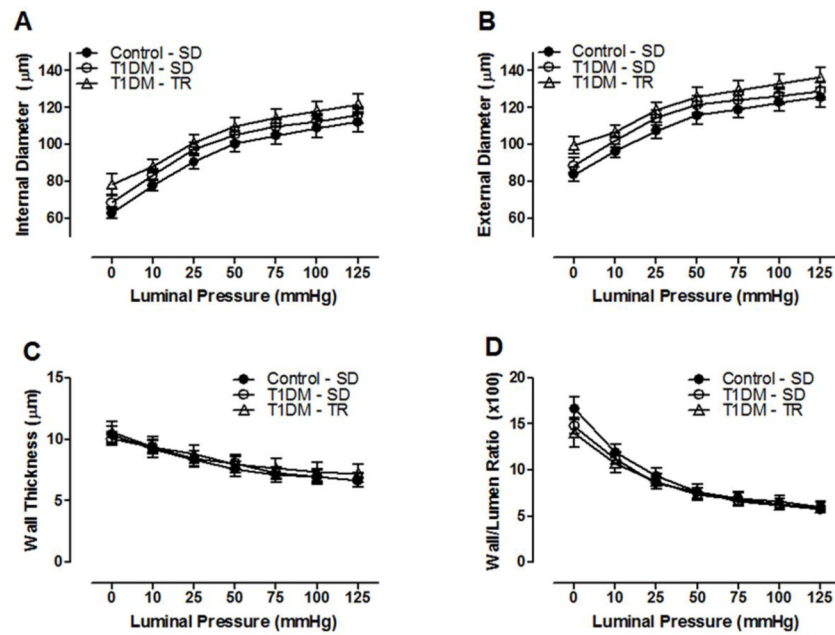 A
Control - SD
T1DM - SD
T1DM - TR
Internal Diameter (μm)
140
120
100
80
60
0 10 25 50 75 100 125
Luminal Pressure (mmHg)
B
Control - SD
T1DM - SD
T1DM - TR
External Diameter (μm)
140
120
100
80
60
0 10 25 50 75 100 125
Luminal Pressure (mmHg)
C
Control - SD
T1DM - SD
T1DM - TR
Wall Thickness (μm)
15
10
5
0
0 10 25 50 75 100 125
Luminal Pressure (mmHg)
D
Control - SD
T1DM - SD
T1DM - TR
Wall/Lumen Ratio (x100)
20
15
10
5
0
0 10 25 50 75 100 125
Luminal Pressure (mmHg)